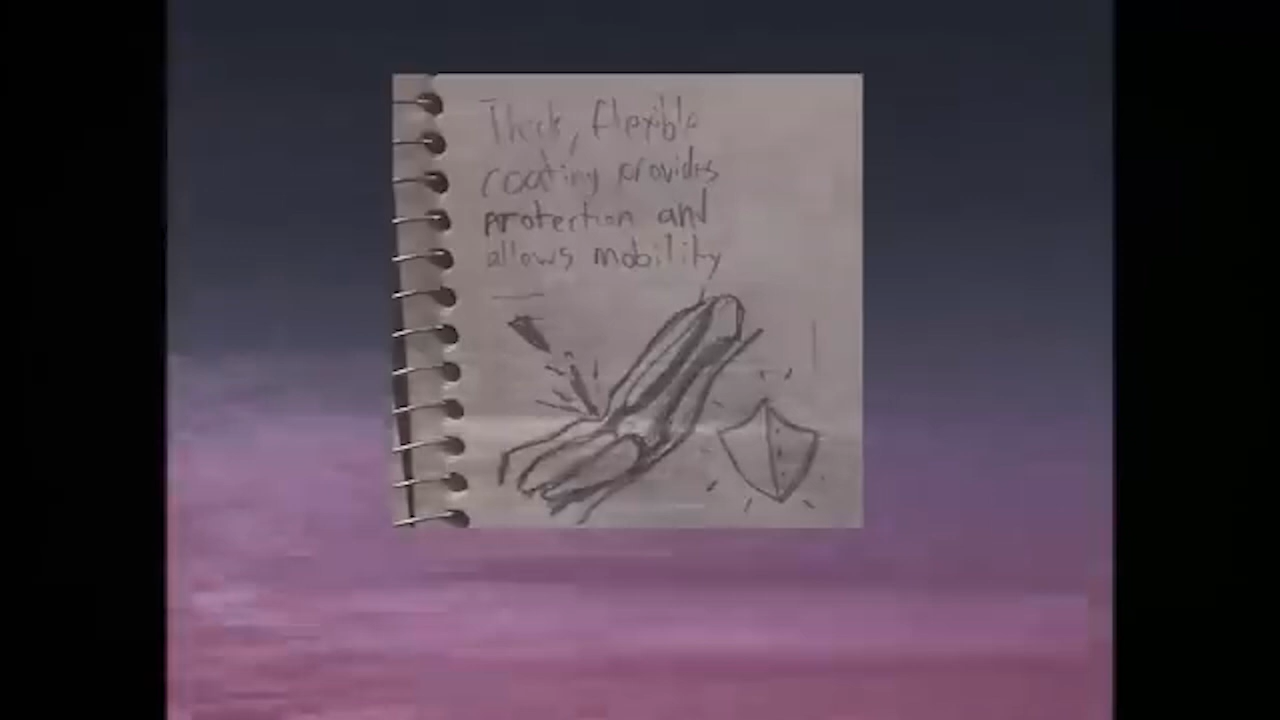 Thick, flexible
coating provides
protection and
allows mobility